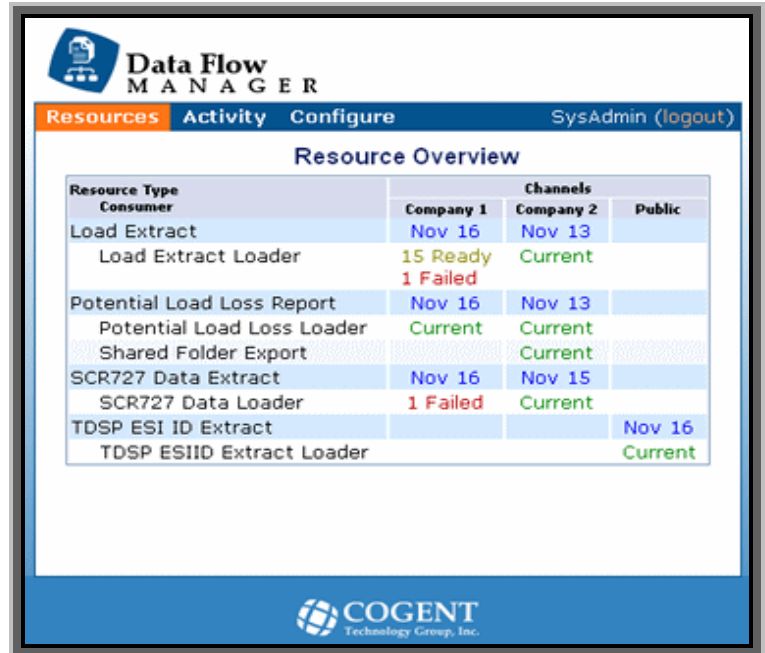 Data Flow
MANAGER
Resources Activity Configure SysAdmin (logout)
Resource Overview
Resource Type Channels
Consumer Company 1 Company 2 Public
Load Extract Nov 16 Nov 13
Load Extract Loader 15 Ready Current
1 Failed
Potential Load Loss Report Nov 16 Nov 13
Potential Load Loss Loader Current Current
Shared Folder Export Current
SCR727 Data Extract Nov 16 Nov 15
SCR727 Data Loader 1 Failed Current
TDSP ESI ID Extract Nov 16
TDSP ESIID Extract Loader Current
COGENT
Technology Group, Inc.